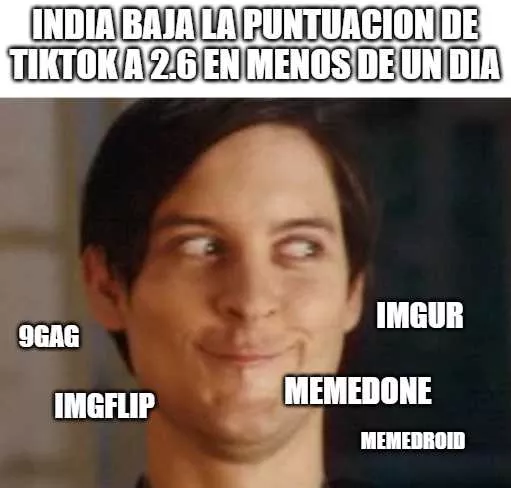 INDIA BAJA LA PUNTUACION DE
TIKTOK A 2.6 EN MENOS DE UN DIA
IMGUR
9GAG
MEMEDONE
IMGFLIP
MEMEDROID